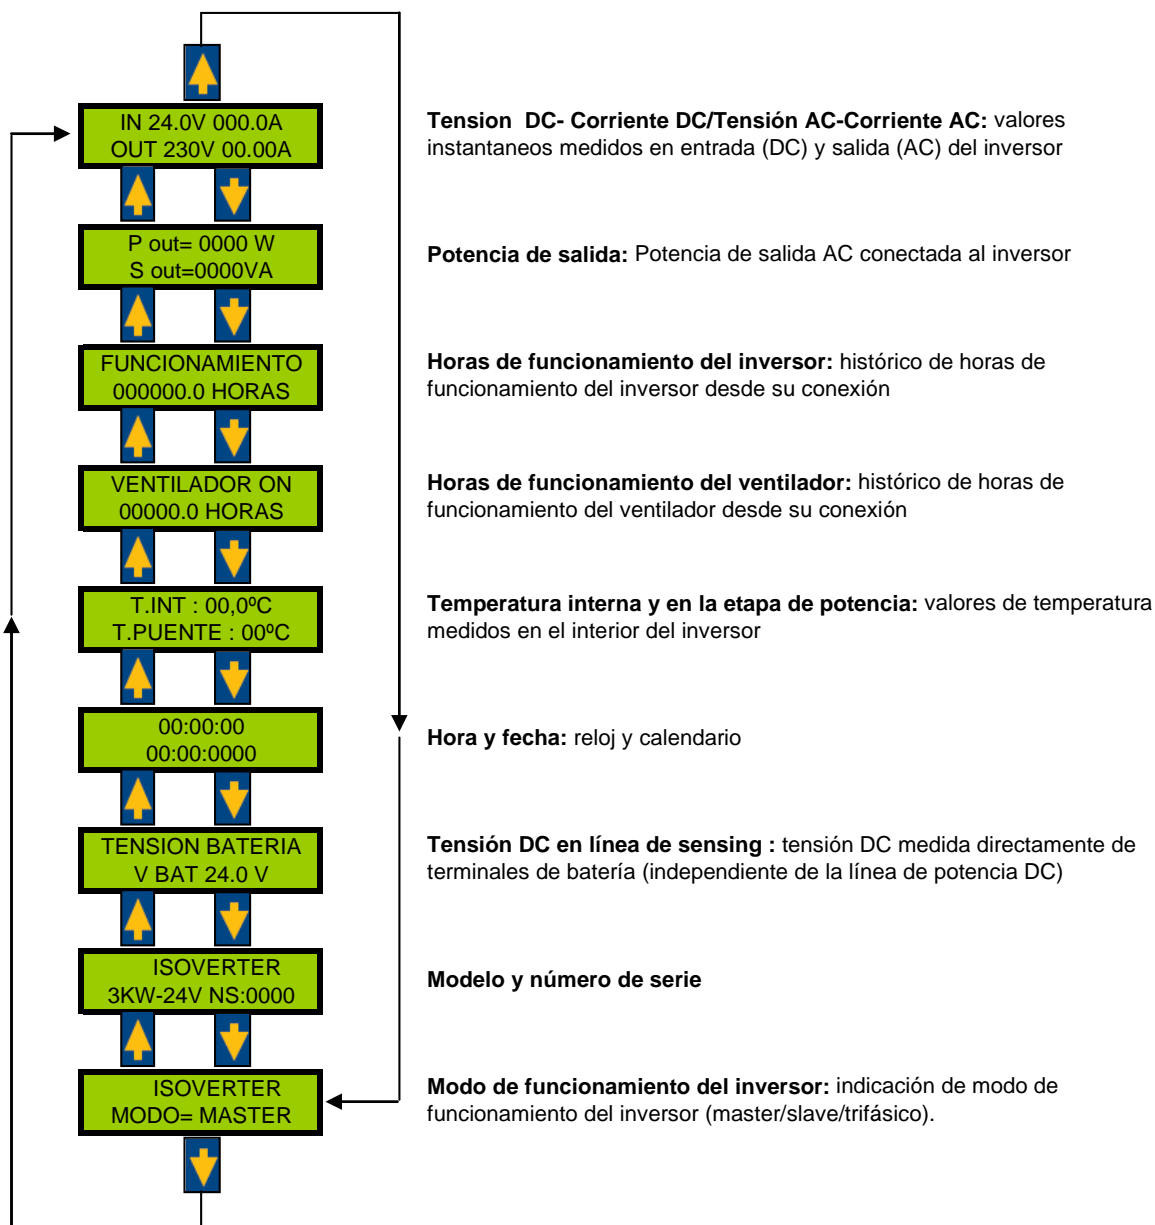 IN 24.0V 000.0A
OUT 230V 00.00A
Tension  DC- Corriente DC/Tensión AC-Corriente AC: valores
instantaneos medidos en entrada (DC) y salida (AC) del inversor
P out= 0000 W
S out=0000VA
Potencia de salida: Potencia de salida AC conectada al inversor
FUNCIONAMIENTO
000000.0 HORAS
Horas de funcionamiento del inversor: histórico de horas de
funcionamiento del inversor desde su conexión
VENTILADOR ON
00000.0 HORAS
Horas de funcionamiento del ventilador: histórico de horas de
funcionamiento del ventilador desde su conexión
T.INT : 00,0ºC
T.PUENTE : 00ºC
Temperatura interna y en la etapa de potencia: valores de temperatura
medidos en el interior del inversor
00:00:00
00:00:0000
Hora y fecha: reloj y calendario
TENSION BATERIA
V BAT 24.0 V
Tensión DC en línea de sensing : tensión DC medida directamente de
terminales de batería (independiente de la línea de potencia DC)
ISOVERTER
3KW-24V NS:0000
Modelo y número de serie
ISOVERTER
MODO= MASTER
Modo de funcionamiento del inversor: indicación de modo de
funcionamiento del inversor (master/slave/trifásico).